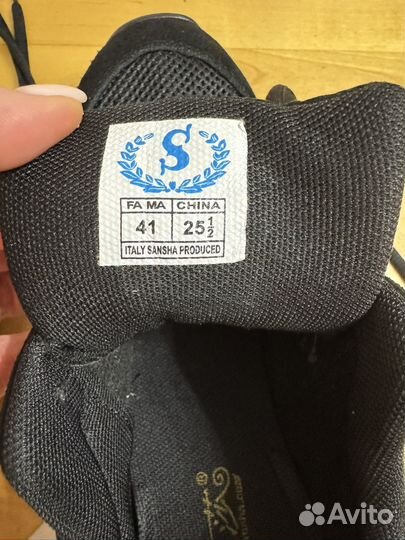 S
FA MA CHINA
41 25½
ITALY SANSHA PRODUCED
®
Avito